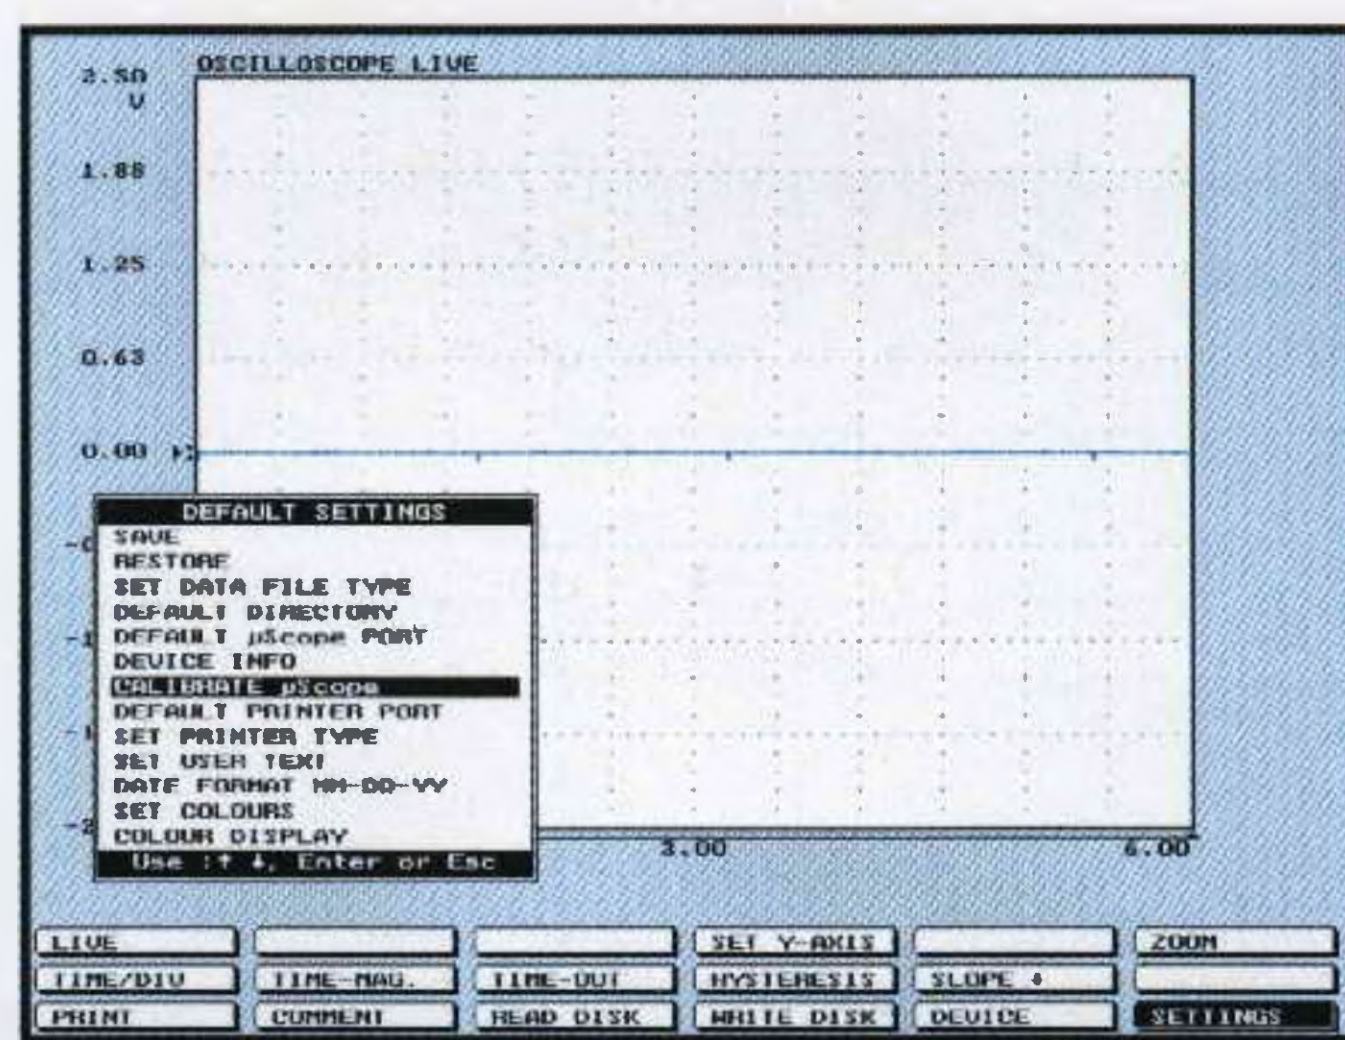 OSCILLOSCOPE LIVE
2.50
V
1.88
1.25
0.63
0.00
DEFAULT SETTINGS
SAVE
RESTORE
SET DATA FILE TYPE
DEFAULT DIRECTORY
DEFAULT µScope PORT
DEVICE INFO
CALIBRATE µScope
DEFAULT PRINTER PORT
SET PRINTER TYPE
SET USER TEXT
DATE FORMAT MM-DD-YY
SET COLOURS
COLOUR DISPLAY
Use :↑ ↓, Enter or Esc
3.00 6.00
LIVE SET Y-AXIS ZOOM
TIME/DIV TIME-MAG. TIME-OUT HYSTERESIS SLOPE ↓
PRINT COMMENT READ DISK WRITE DISK DEVICE SETTINGS